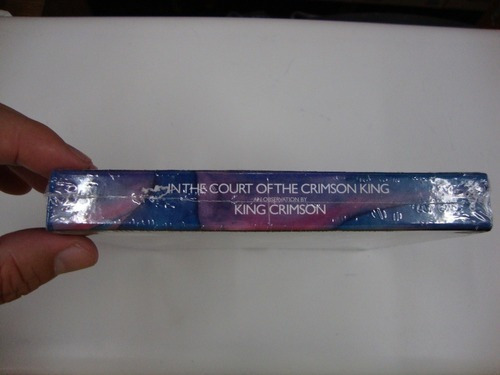 IN THE COURT OF THE CRIMSON KING
AN OBSERVATION BY
KING CRIMSON